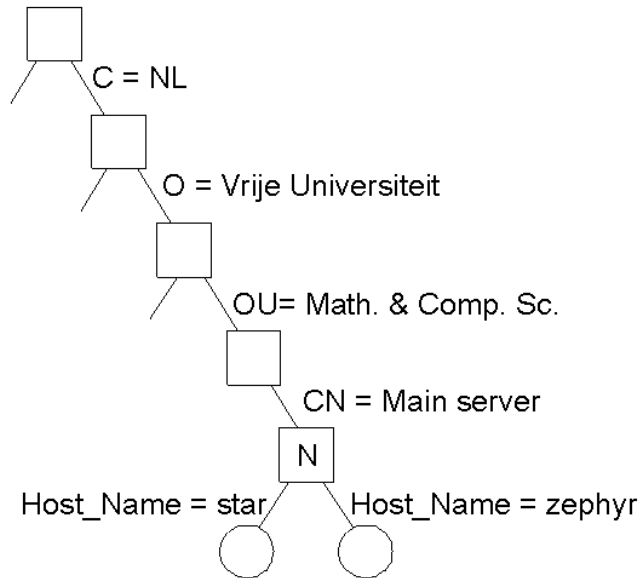 C = NL
O = Vrije Universiteit
OU= Math. & Comp. Sc.
CN = Main server
N
Host_Name = star
Host_Name = zephyr